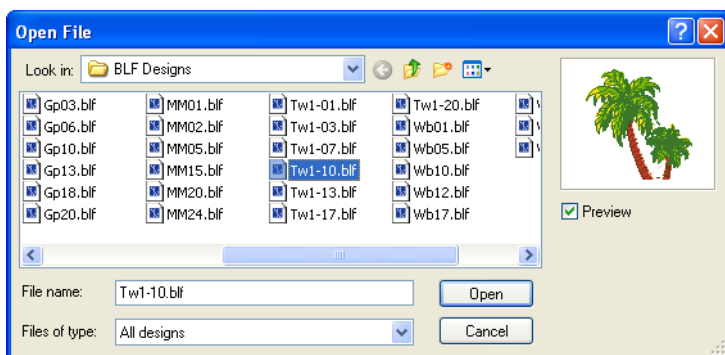 Open File
Look in: BLF Designs
Gp03.blf MM01.blf Tw1-01.blf Tw1-20.blf
Gp06.blf MM02.blf Tw1-03.blf Wb01.blf
Gp10.blf MM05.blf Tw1-07.blf Wb05.blf
Gp13.blf MM15.blf Tw1-10.blf Wb10.blf
Gp18.blf MM20.blf Tw1-13.blf Wb12.blf
Gp20.blf MM24.blf Tw1-17.blf Wb17.blf
Preview
File name: Tw1-10.blf Open
Files of type: All designs Cancel